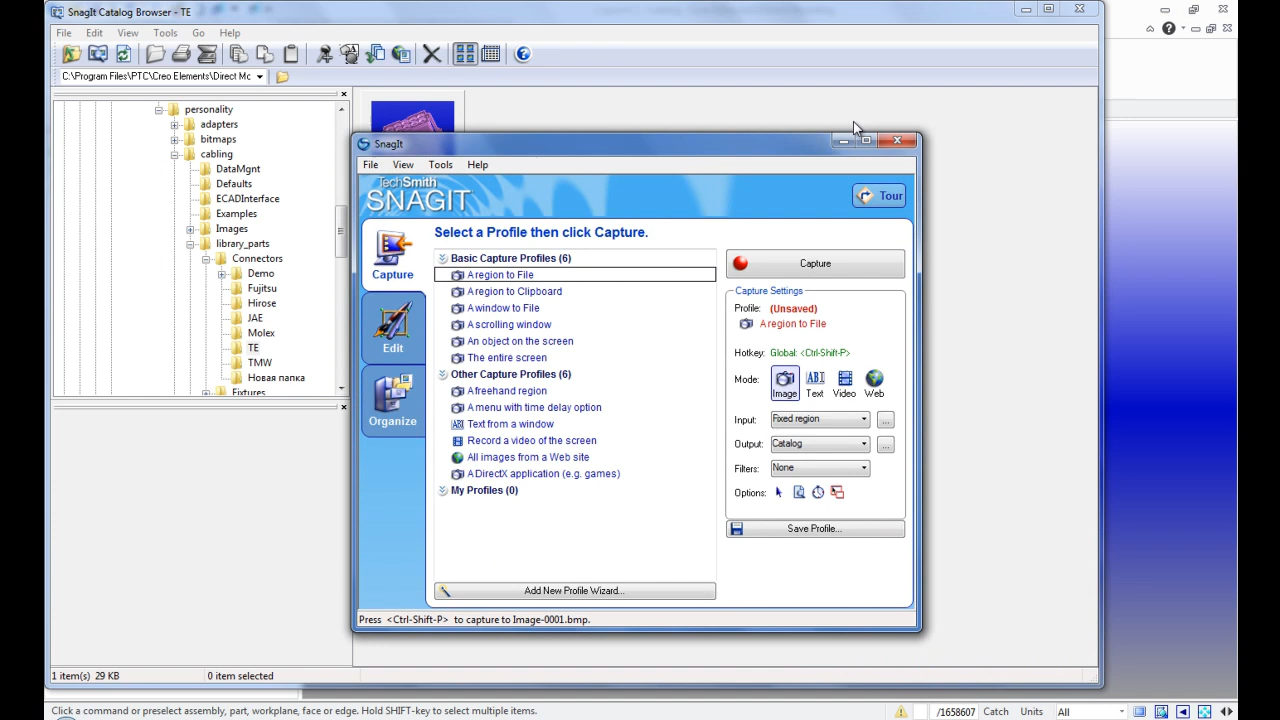 SnagIt Catalog Browser - TE
File Edit View Tools Go Help
C:\Program Files\PTC\Creo Elements\Direct Mc
personality
adapters
bitmaps
cabling
DataMgnt
Defaults
ECADInterface
Examples
Images
library_parts
Connectors
Demo
Fujitsu
Hirose
JAE
Molex
TE
TMW
Новая папка
Fixtures
1 item(s) 29 KB 0 item selected
SnagIt
File View Tools Help
TechSmith
SNAGIT
Tour
Capture
Edit
Organize
Select a Profile then click Capture.
Basic Capture Profiles (6)
A region to File
A region to Clipboard
A window to File
A scrolling window
An object on the screen
The entire screen
Other Capture Profiles (6)
A freehand region
A menu with time delay option
Text from a window
Record a video of the screen
All images from a Web site
A DirectX application (e.g. games)
My Profiles (0)
Add New Profile Wizard...
Capture
Capture Settings
Profile: (Unsaved)
A region to File
Hotkey: Global: <Ctrl-Shift-P>
Mode: Image Text Video Web
Input: Fixed region ...
Output: Catalog ...
Filters: None
Options:
Save Profile...
Press <Ctrl-Shift-P> to capture to Image-0001.bmp.
Click a command or preselect assembly, part, workplane, face or edge. Hold SHIFT-key to select multiple items.
/1658607 Catch Units All